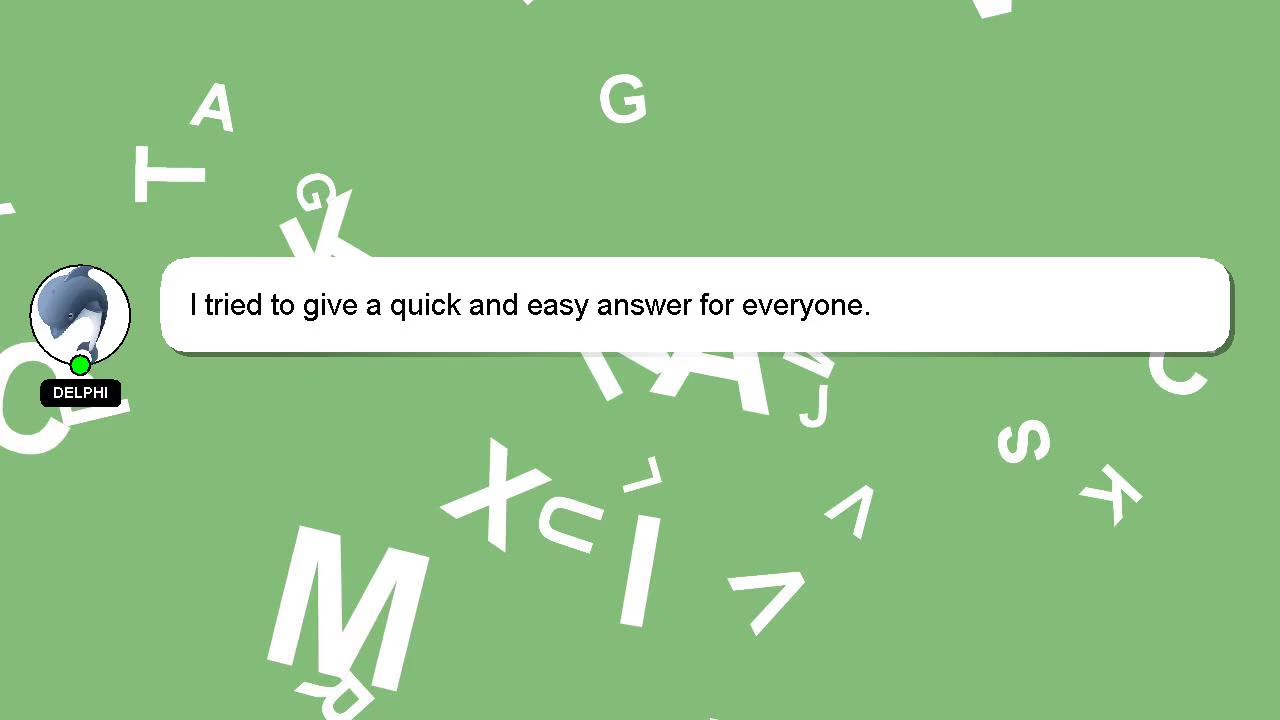 A
G
T
G
K
I tried to give a quick and easy answer for everyone.
DELPHI
A
J
C
S
X
L
K
U
I
V
V
M
R